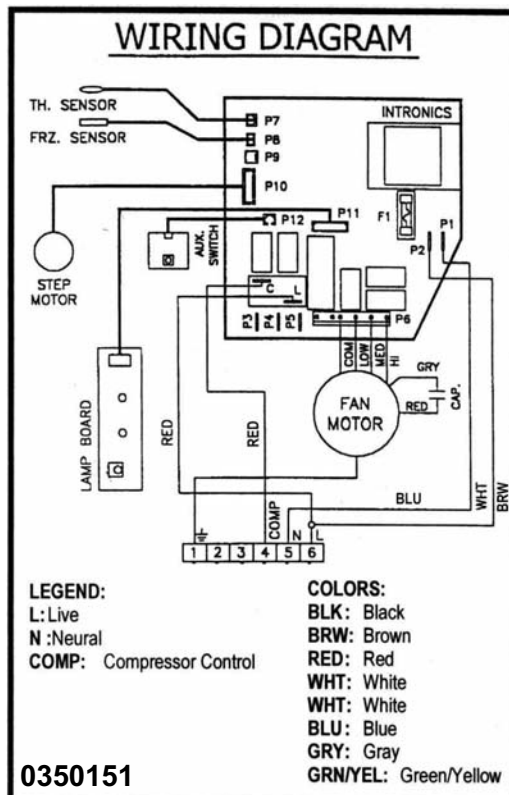 WIRING DIAGRAM
TH. SENSOR
FRZ. SENSOR
INTRONICS
P7
P8
P9
P10
P11
P12
F1
P1
P2
STEP
MOTOR
AUX.
SWITCH
C
L
P3
P4
P5
P6
COM
LOW
MED
HI
GRY
FAN
MOTOR
RED
CAP.
LAMP BOARD
RED
RED
COMP
BLU
WHT
BRW
N
L
1 2 3 4 5 6
LEGEND:
L: Live
N :Neural
COMP: Compressor Control
COLORS:
BLK: Black
BRW: Brown
RED: Red
WHT: White
WHT: White
BLU: Blue
GRY: Gray
GRN/YEL: Green/Yellow
0350151